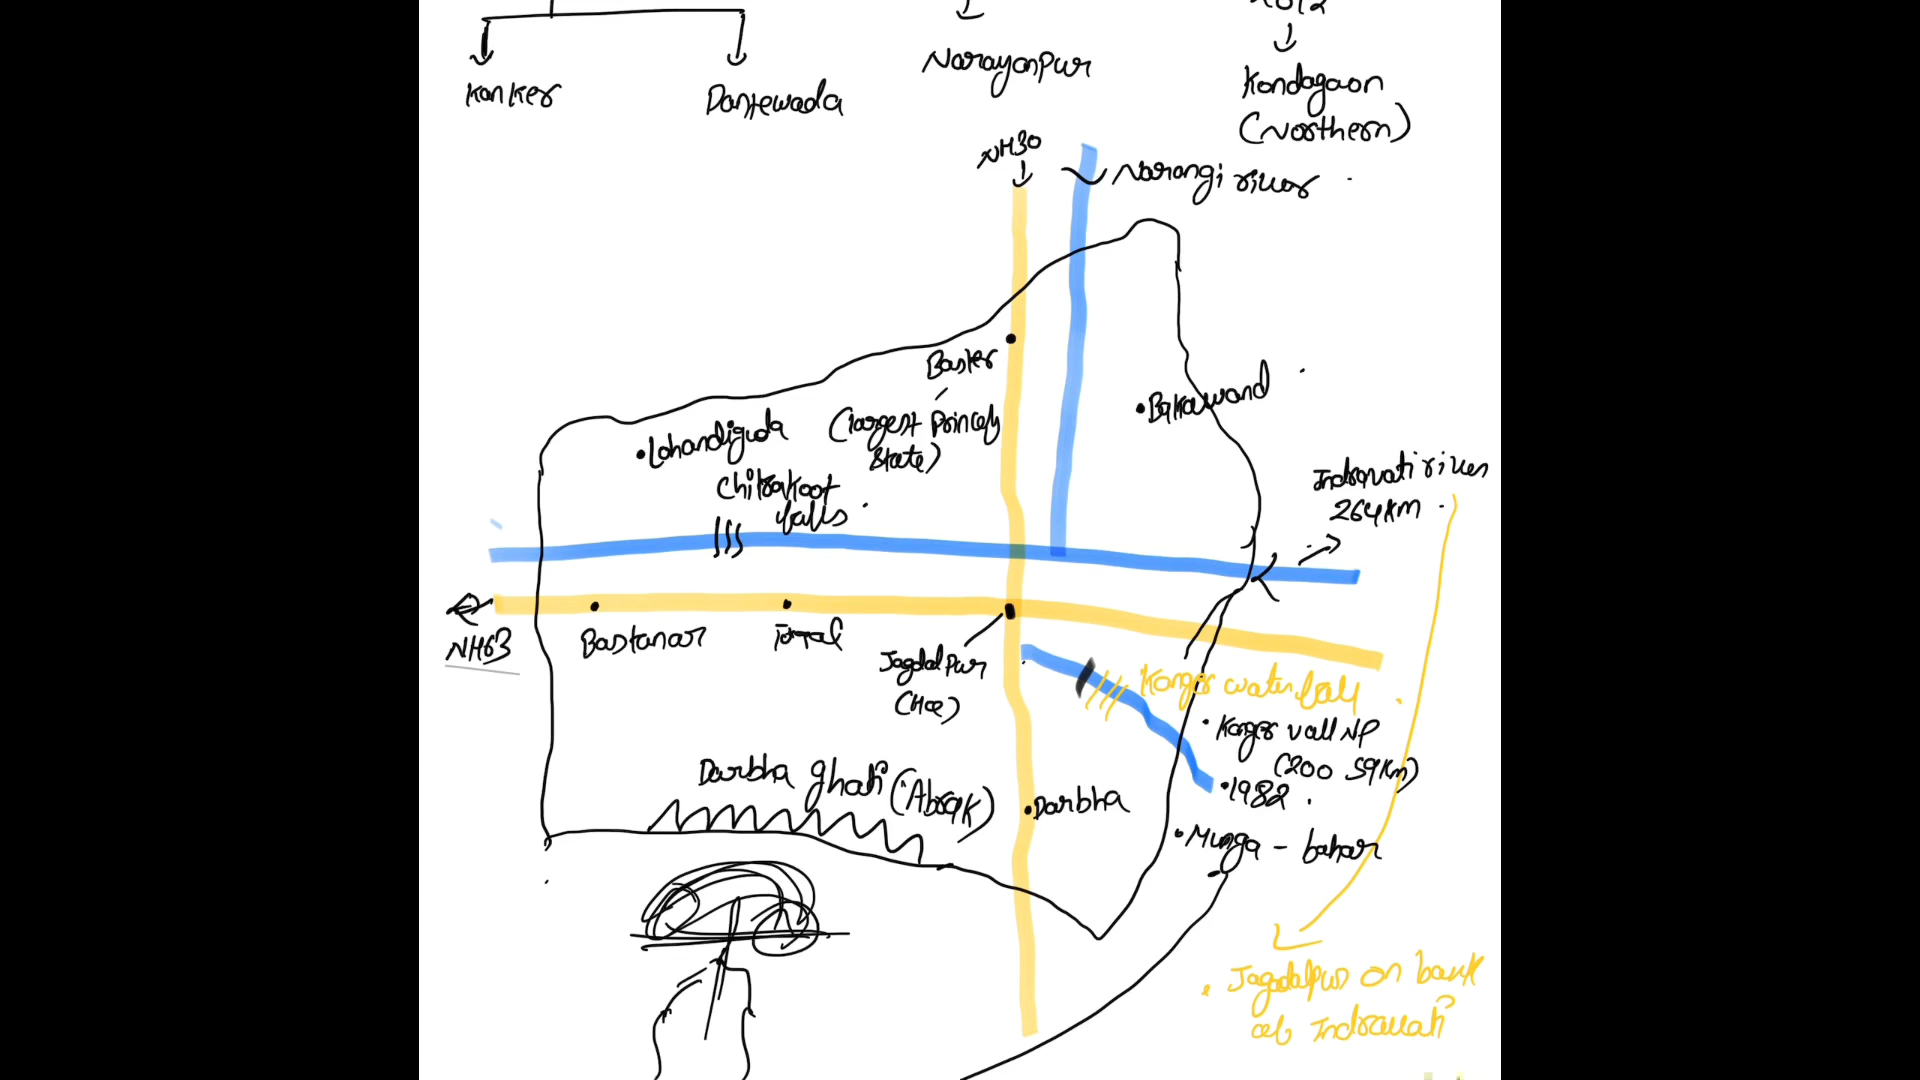 2012
Kanker
Dantewada
Narayanpur
Kondagaon
(Northern)
NH30
Narangi river
Baster
(largest Princely
State)
Bakawand
Lohandiguda
Chitrakoot
falls
Indravati river
264km
NH63
Bastanar
Jagdalpur
(HQ)
Kanger waterfall
Kanger vall NP
(200 sqkm)
1982
Darbha ghati (Abrak)
Darbha
Munga - bahar
Jagdalpur on bank
of Indravati